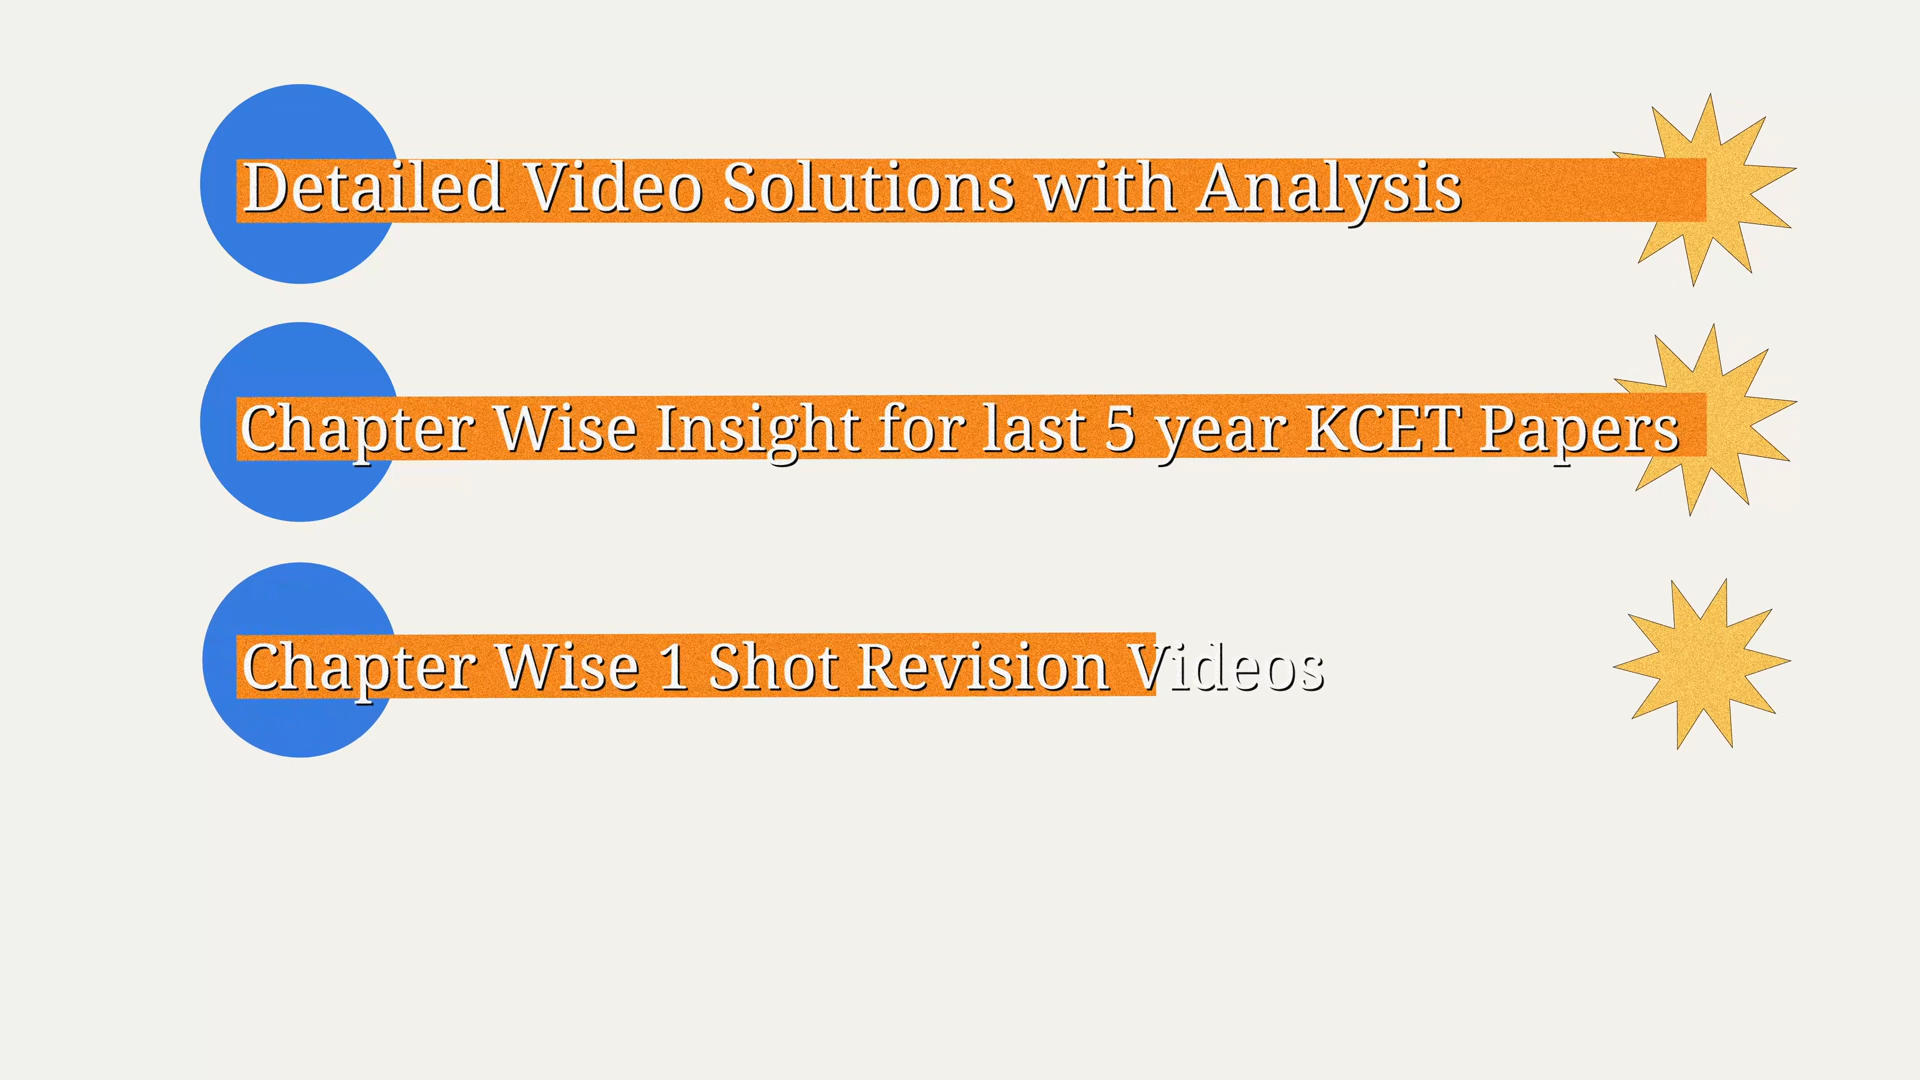 Detailed Video Solutions with Analysis
Chapter Wise Insight for last 5 year KCET Papers
Chapter Wise 1 Shot Revision Videos